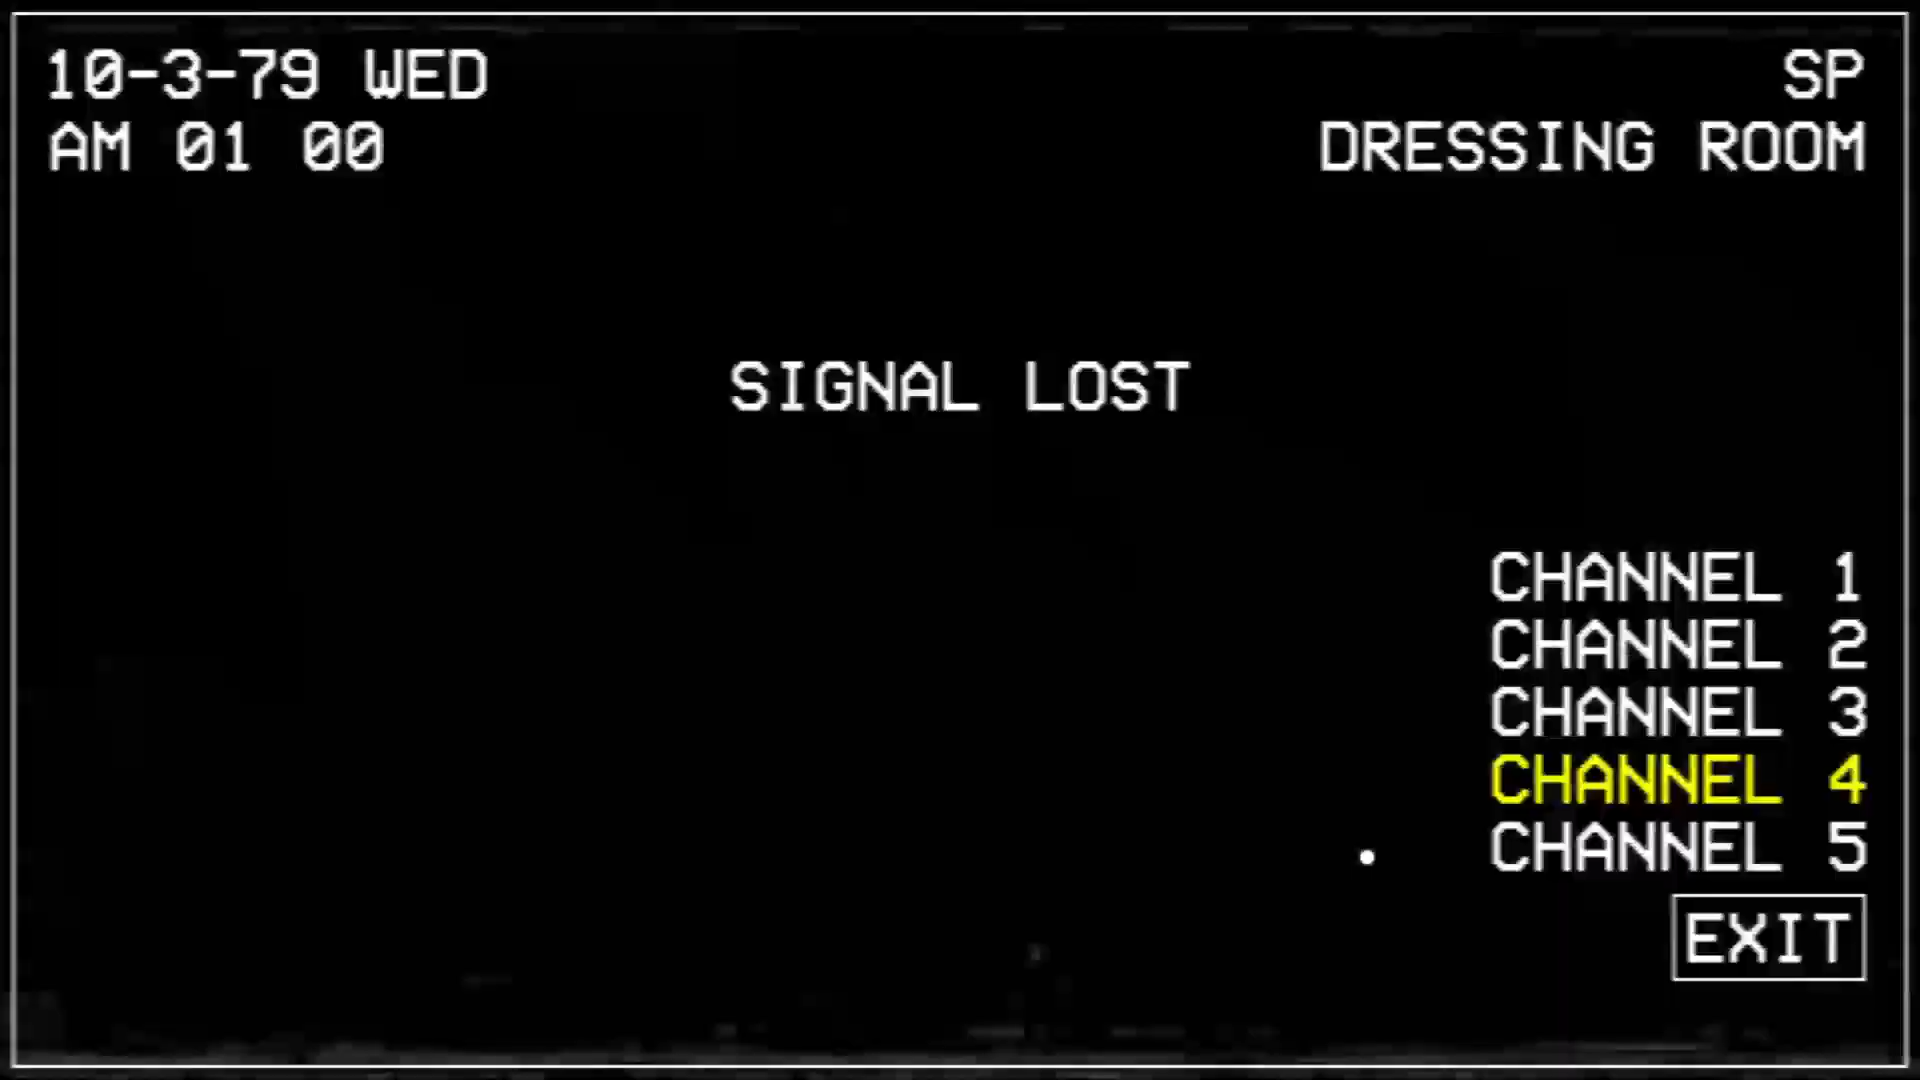 10-3-79 WED
AM 01 00
SP
DRESSING ROOM
SIGNAL LOST
CHANNEL 1
CHANNEL 2
CHANNEL 3
CHANNEL 4
CHANNEL 5
EXIT